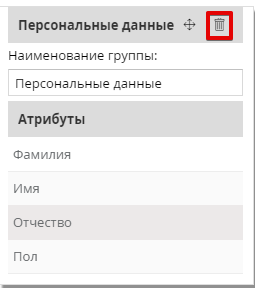 Персональные данные
Наименование группы:
Персональные данные
Атрибуты
Фамилия
Имя
Отчество
Пол